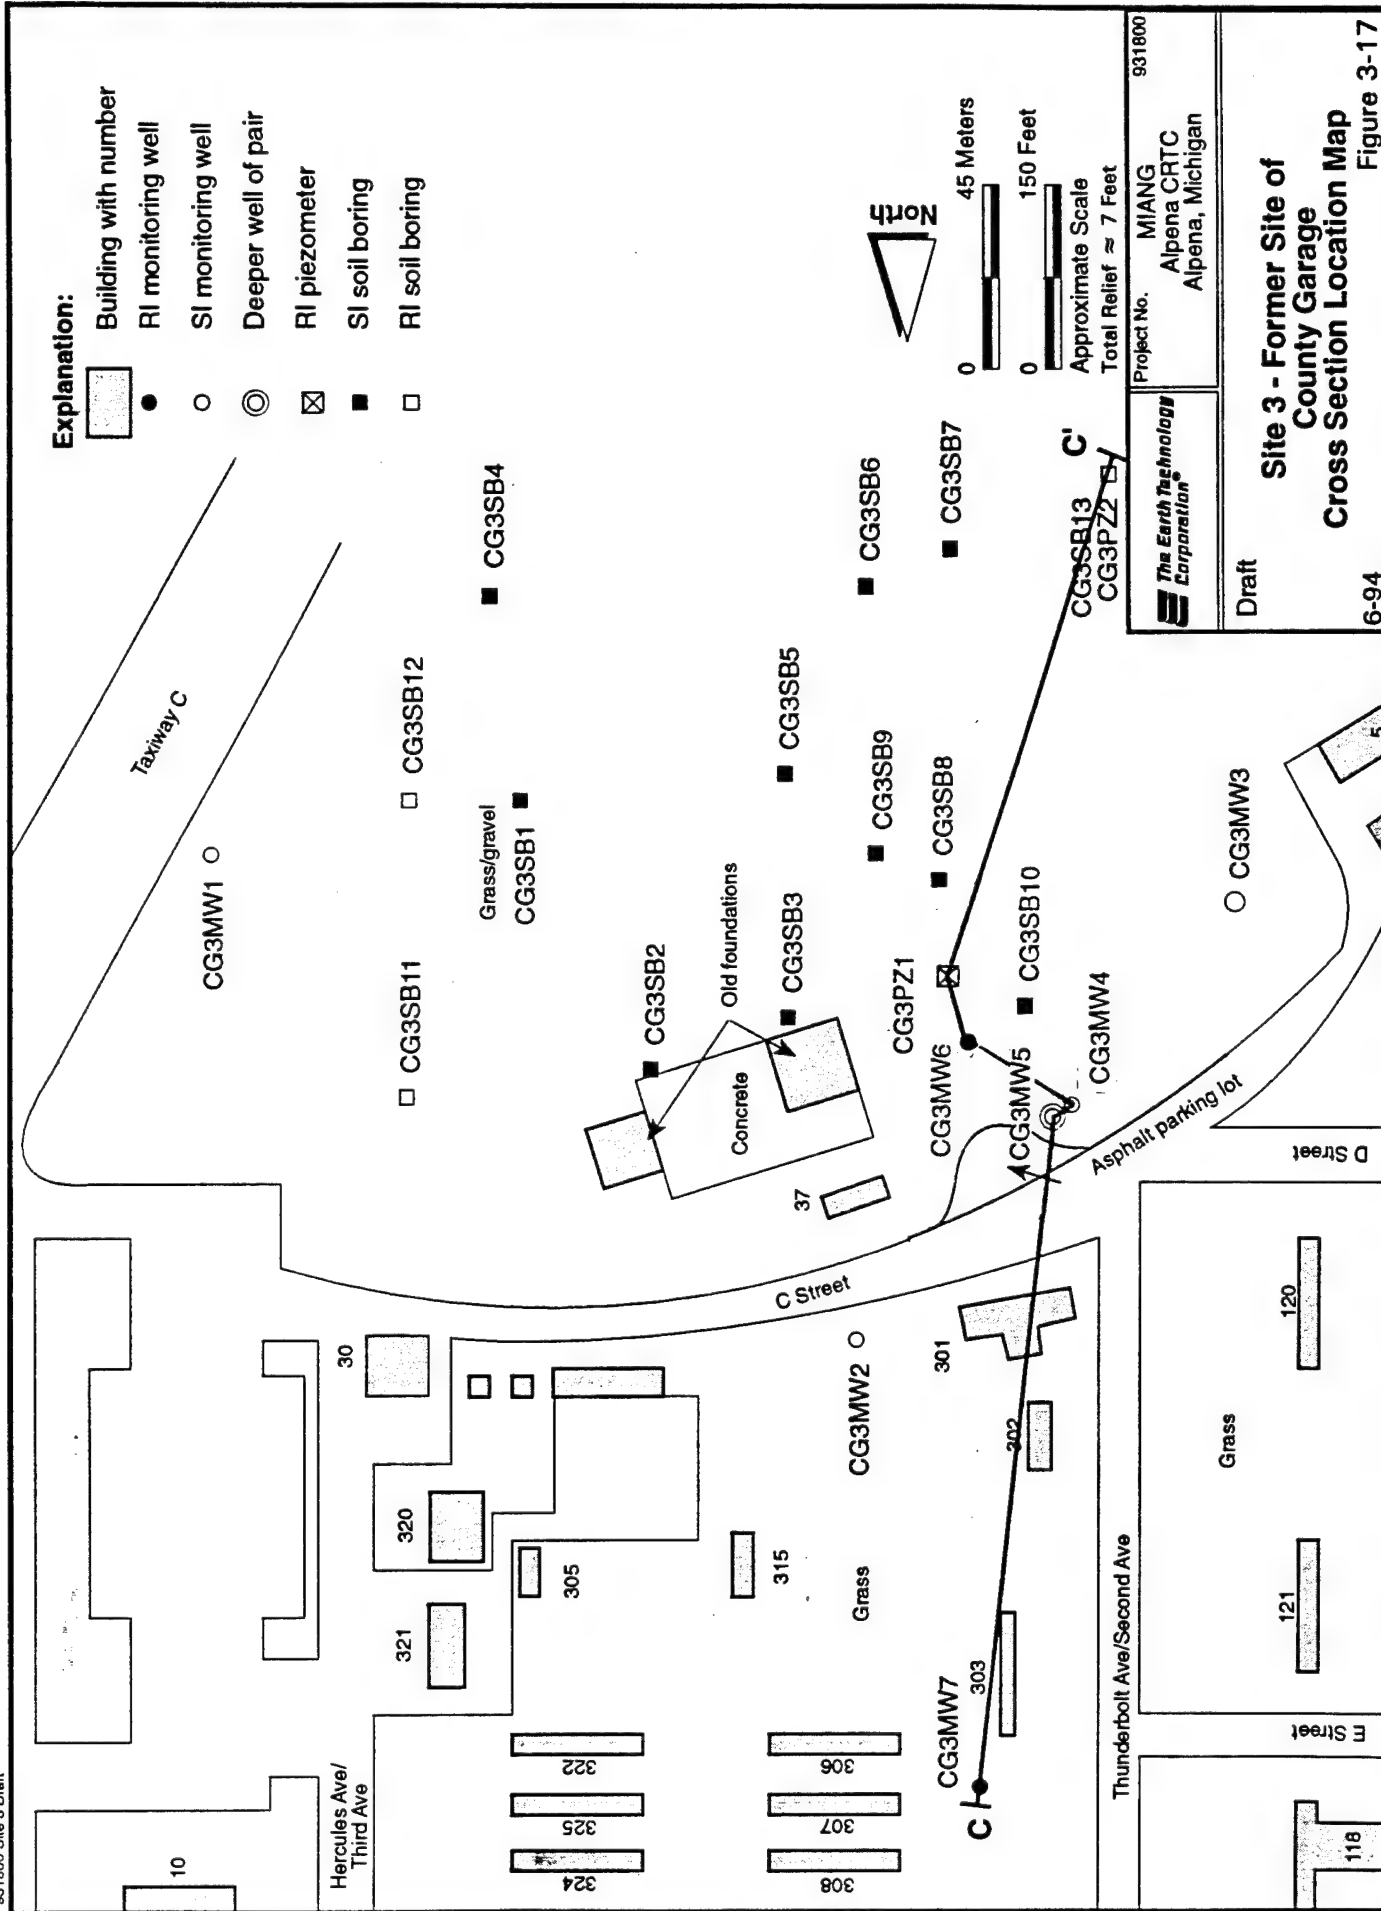 Explanation:
Building with number
RI monitoring well
SI monitoring well
Deeper well of pair
RI piezometer
SI soil boring
RI soil boring
Taxiway C
CG3MW1
CG3SB11
CG3SB12
CG3SB4
Grass/gravel
CG3SB1
CG3SB2
Old foundations
CG3SB3
CG3SB5
CG3SB9
CG3SB8
CG3SB6
CG3SB7
CG3PZ1
CG3MW6
CG3SB10
CG3MW5
CG3MW4
CG3MW3
CG3SB13
CG3PZ2
C'
Concrete
37
Asphalt parking lot
D Street
C Street
30
320
321
305
315
Grass
CG3MW2
301
302
303
CG3MW7
C
322
325
324
306
307
308
Hercules Ave/
Third Ave
10
Thunderbolt Ave/Second Ave
120
Grass
121
E Street
118
5
North
0 45 Meters
0 150 Feet
Approximate Scale
Total Relief ≈ 7 Feet
The Earth Technology
Corporation®
Project No. 931800
MIANG
Alpena CRTC
Alpena, Michigan
Draft
Site 3 - Former Site of
County Garage
Cross Section Location Map
6-94 Figure 3-17